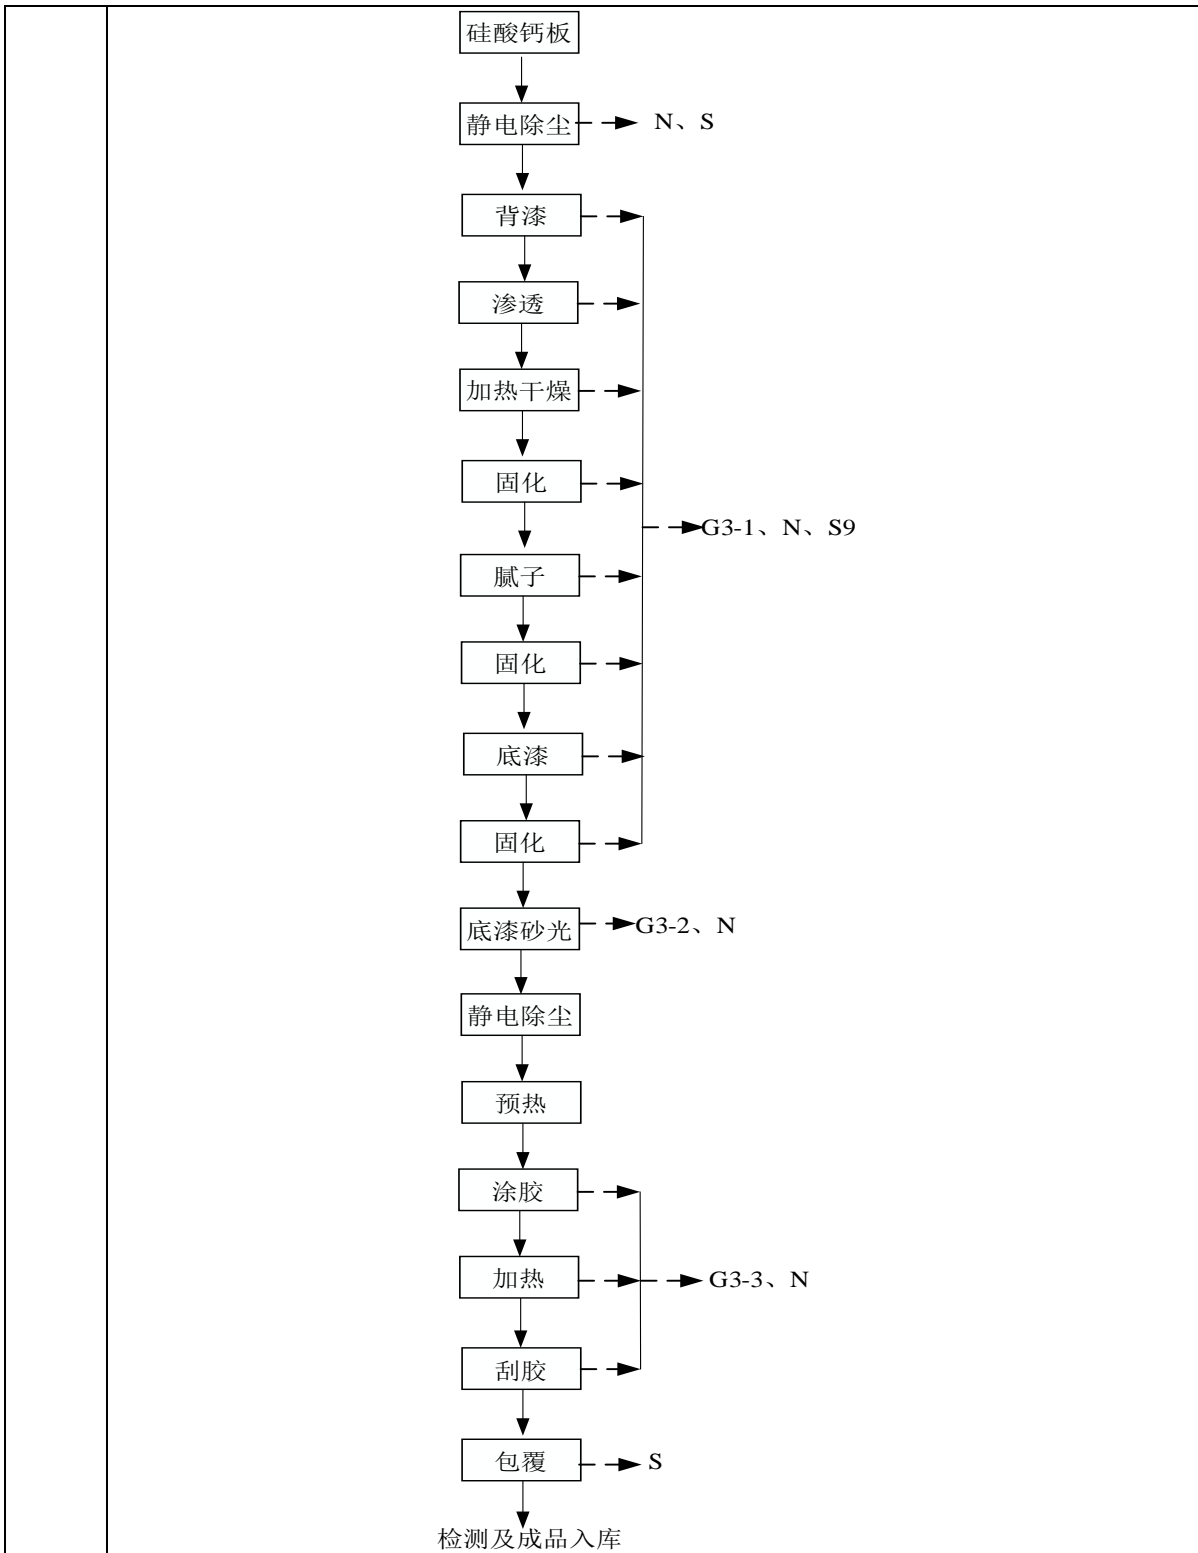 硅酸钙板
静电除尘
N、S
背漆
渗透
加热干燥
固化
G3-1、N、S9
腻子
固化
底漆
固化
底漆砂光
G3-2、N
静电除尘
预热
涂胶
加热
G3-3、N
刮胶
包覆
S
检测及成品入库